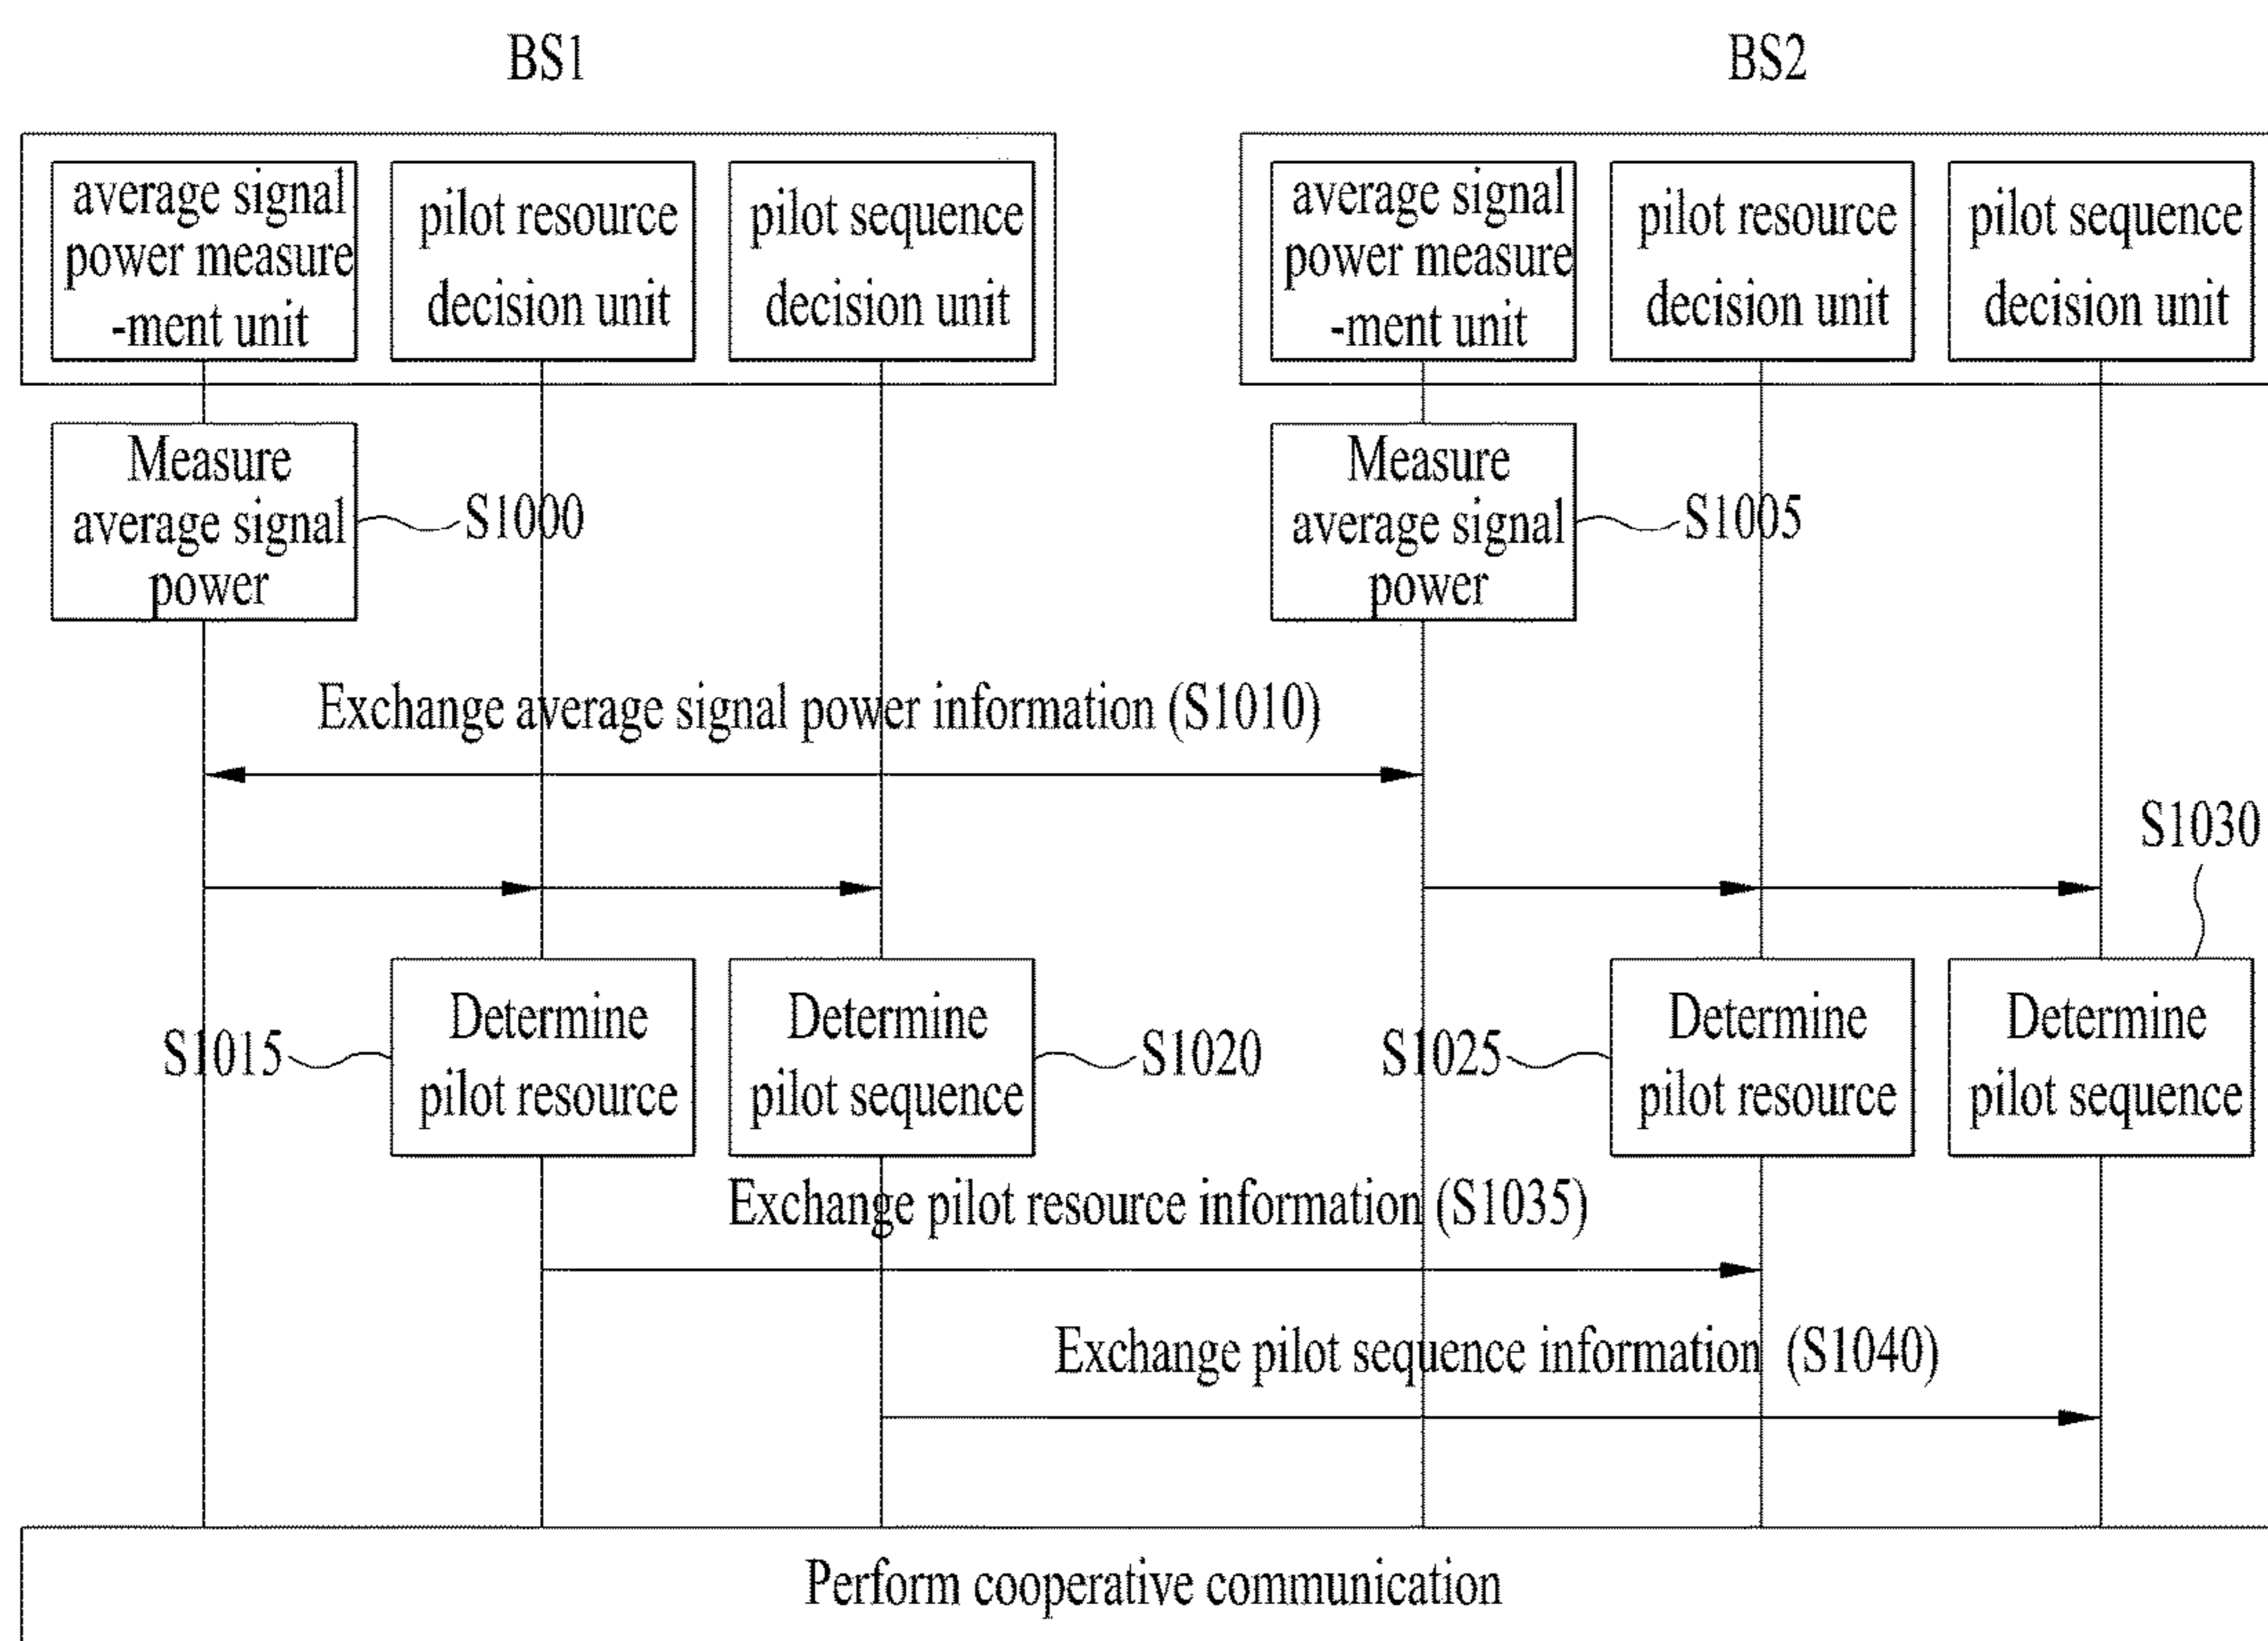 BS1
BS2
average signal
power measure
-ment unit
pilot resource
decision unit
pilot sequence
decision unit
average signal
power measure
-ment unit
pilot resource
decision unit
pilot sequence
decision unit
Measure
average signal
power
S1000
Measure
average signal
power
S1005
Exchange average signal power information (S1010)
S1030
S1015
Determine
pilot resource
Determine
pilot sequence
S1020
S1025
Determine
pilot resource
Determine
pilot sequence
Exchange pilot resource information (S1035)
Exchange pilot sequence information (S1040)
Perform cooperative communication